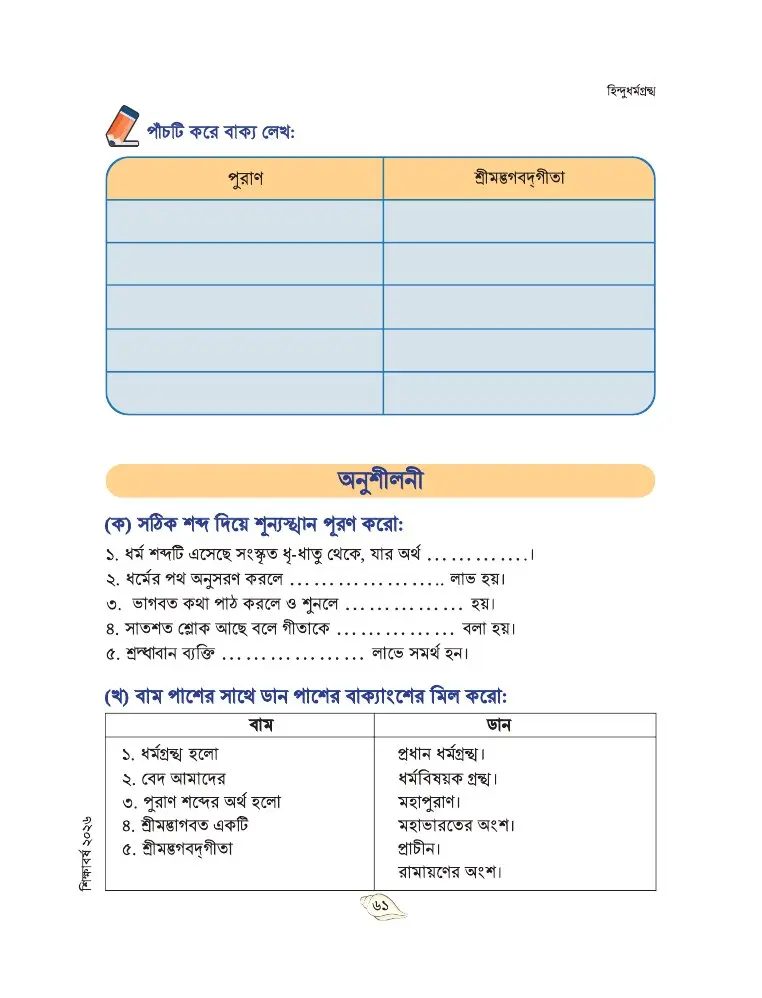 হিন্দুধর্মগ্রন্থ
পাঁচটি করে বাক্য লেখ:
পুরাণ
শ্রীমদ্ভগবদ্‌গীতা
অনুশীলনী
(ক) সঠিক শব্দ দিয়ে শূন্যস্থান পূরণ করো:
১. ধর্ম শব্দটি এসেছে সংস্কৃত ধৃ-ধাতু থেকে, যার অর্থ ………….।
২. ধর্মের পথ অনুসরণ করলে ………………….. লাভ হয়।
৩. ভাগবত কথা পাঠ করলে ও শুনলে …………… হয়।
৪. সাতশত শ্লোক আছে বলে গীতাকে …………… বলা হয়।
৫. শ্রদ্ধাবান ব্যক্তি ……………… লাভে সমর্থ হন।
(খ) বাম পাশের সাথে ডান পাশের বাক্যাংশের মিল করো:
বাম
ডান
১. ধর্মগ্রন্থ হলো
প্রধান ধর্মগ্রন্থ।
২. বেদ আমাদের
ধর্মবিষয়ক গ্রন্থ।
৩. পুরাণ শব্দের অর্থ হলো
মহাপুরাণ।
৪. শ্রীমদ্ভাগবত একটি
মহাভারতের অংশ।
৫. শ্রীমদ্ভগবদ্‌গীতা
প্রাচীন।
রামায়ণের অংশ।
শিক্ষাবর্ষ ২০২৬
৬১